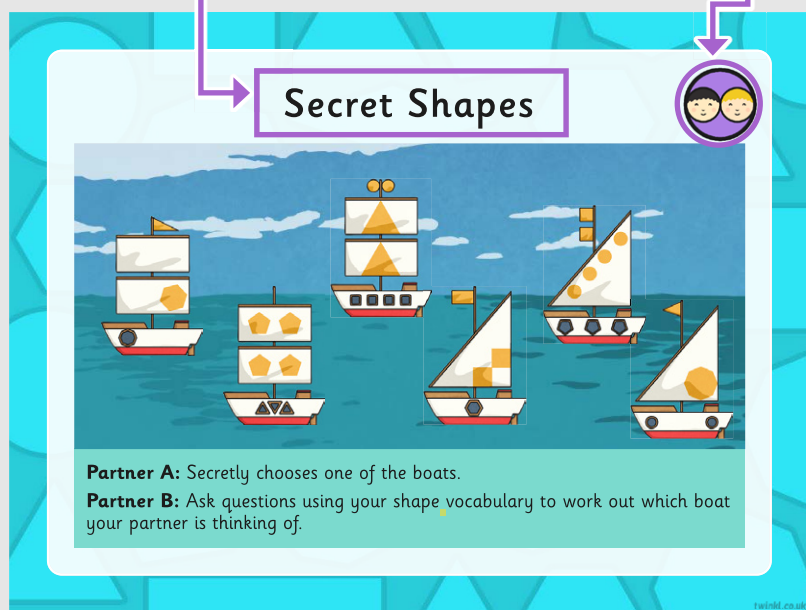 Secret Shapes
Partner A: Secretly chooses one of the boats.
Partner B: Ask questions using your shape vocabulary to work out which boat
your partner is thinking of.
twinkl.co.uk